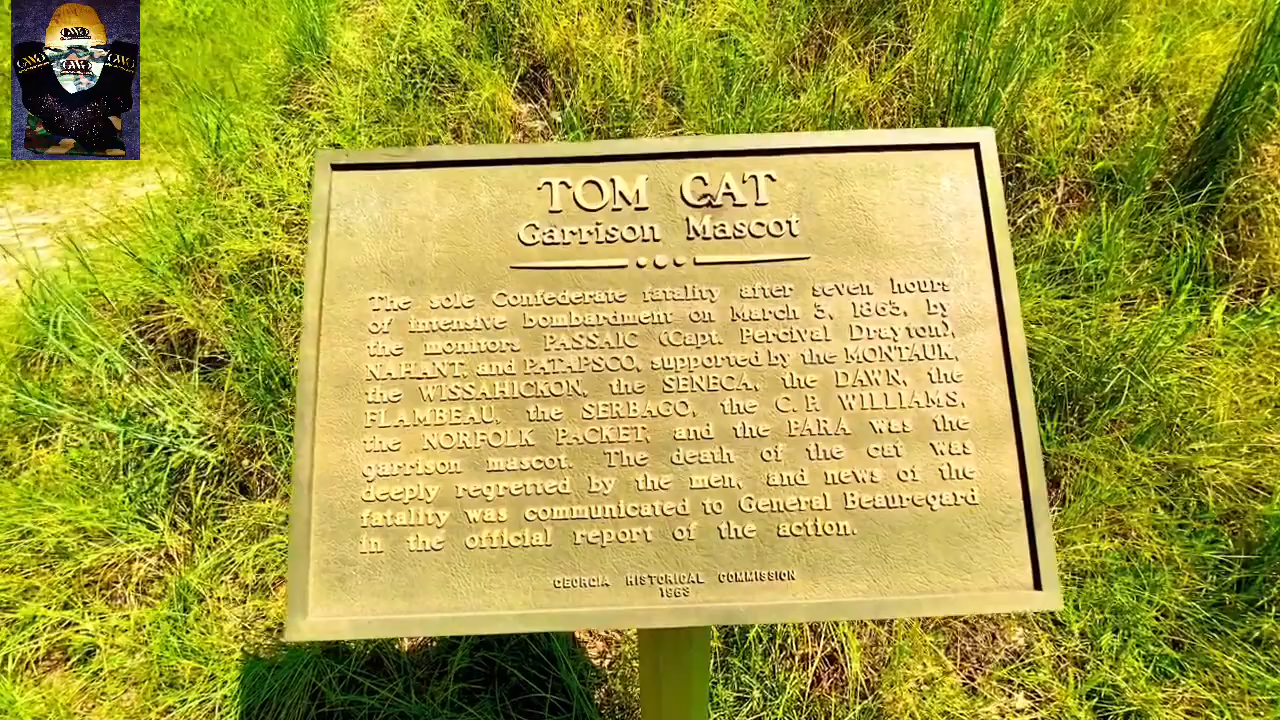 TOM CAT
Garrison Mascot
The sole Confederate fatality after seven hours
of intensive bombardment on March 3, 1863, by
the monitors PASSAIC (Capt. Percival Drayton),
NAHANT, and PATAPSCO, supported by the MONTAUK,
the WISSAHICKON, the SENECA, the DAWN, the
FLAMBEAU, the SERBAGO, the C. P. WILLIAMS,
the NORFOLK PACKET, and the PARA was the
garrison mascot. The death of the cat was
deeply regretted by the men, and news of the
fatality was communicated to General Beauregard
in the official report of the action.
GEORGIA HISTORICAL COMMISSION
1963